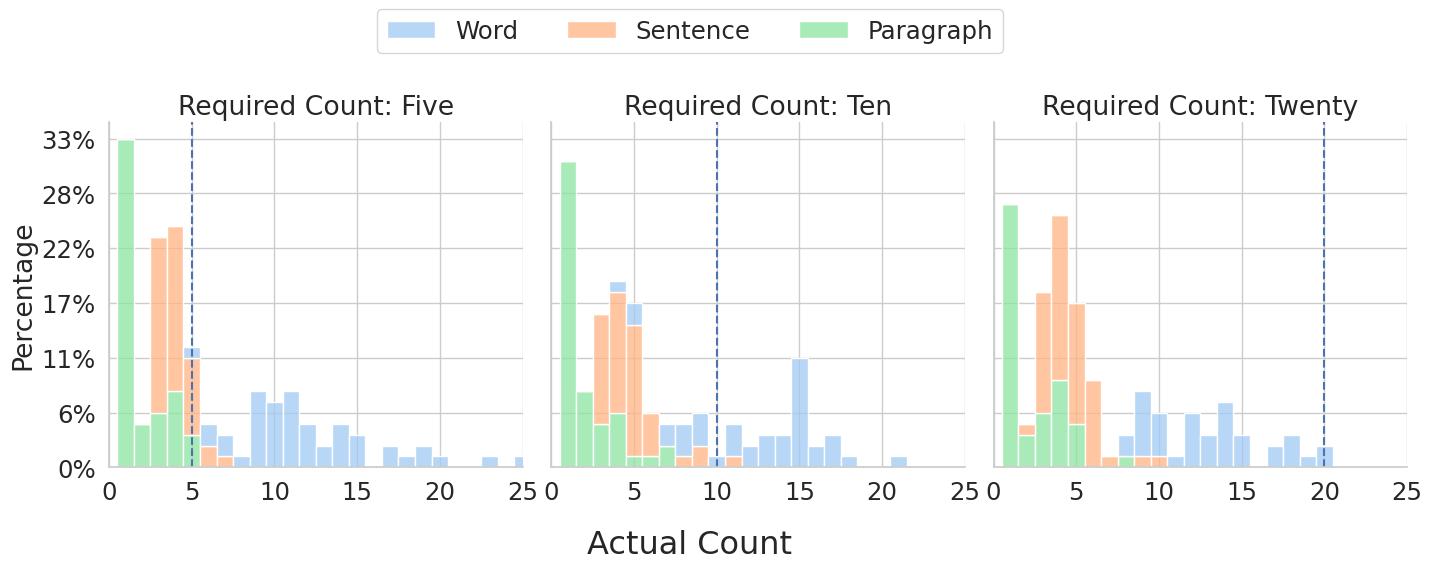 Word Sentence Paragraph
Required Count: Five
Required Count: Ten
Required Count: Twenty
Percentage
33%
28%
22%
17%
11%
6%
0%
0 5 10 15 20 25
0 5 10 15 20 25
0 5 10 15 20 25
Actual Count